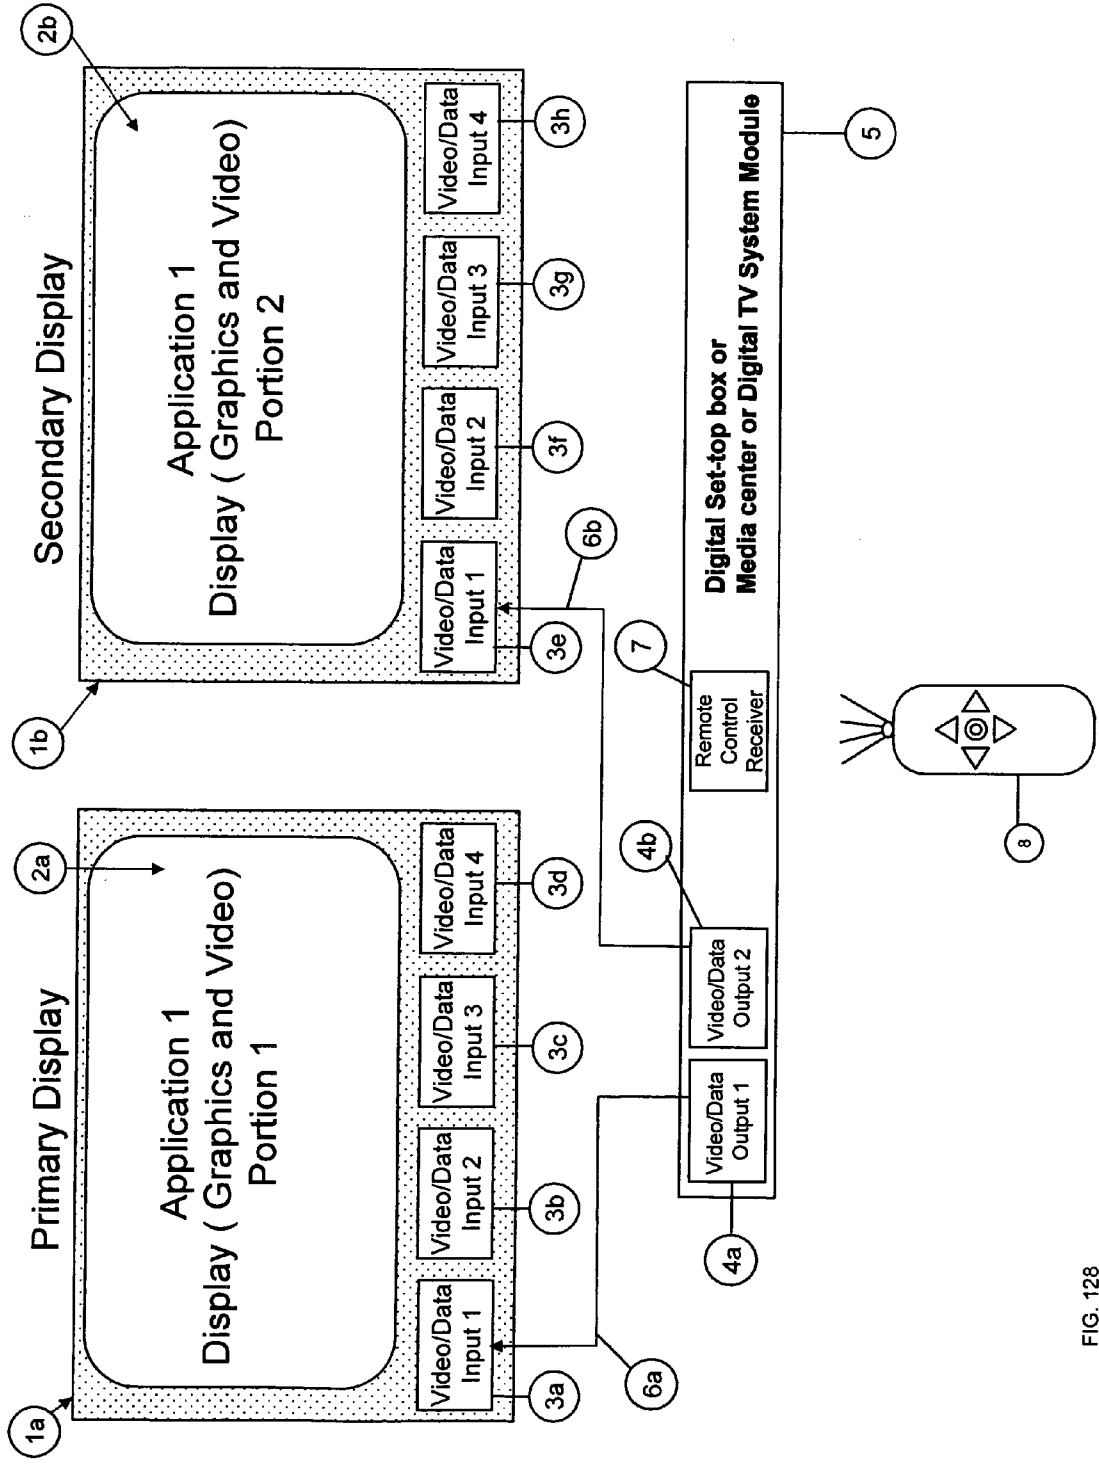 Primary Display
Secondary Display
1a
2a
Application 1
Display ( Graphics and Video)
Portion 1
Video/Data
Input 1
Video/Data
Input 2
Video/Data
Input 3
Video/Data
Input 4
3a
3b
3c
3d
1b
2b
Application 1
Display ( Graphics and Video)
Portion 2
Video/Data
Input 1
Video/Data
Input 2
Video/Data
Input 3
Video/Data
Input 4
3e
3f
3g
3h
6a
6b
4a
4b
7
5
Video/Data
Output 1
Video/Data
Output 2
Remote
Control
Receiver
Digital Set-top box or
Media center or Digital TV System Module
8
FIG. 128